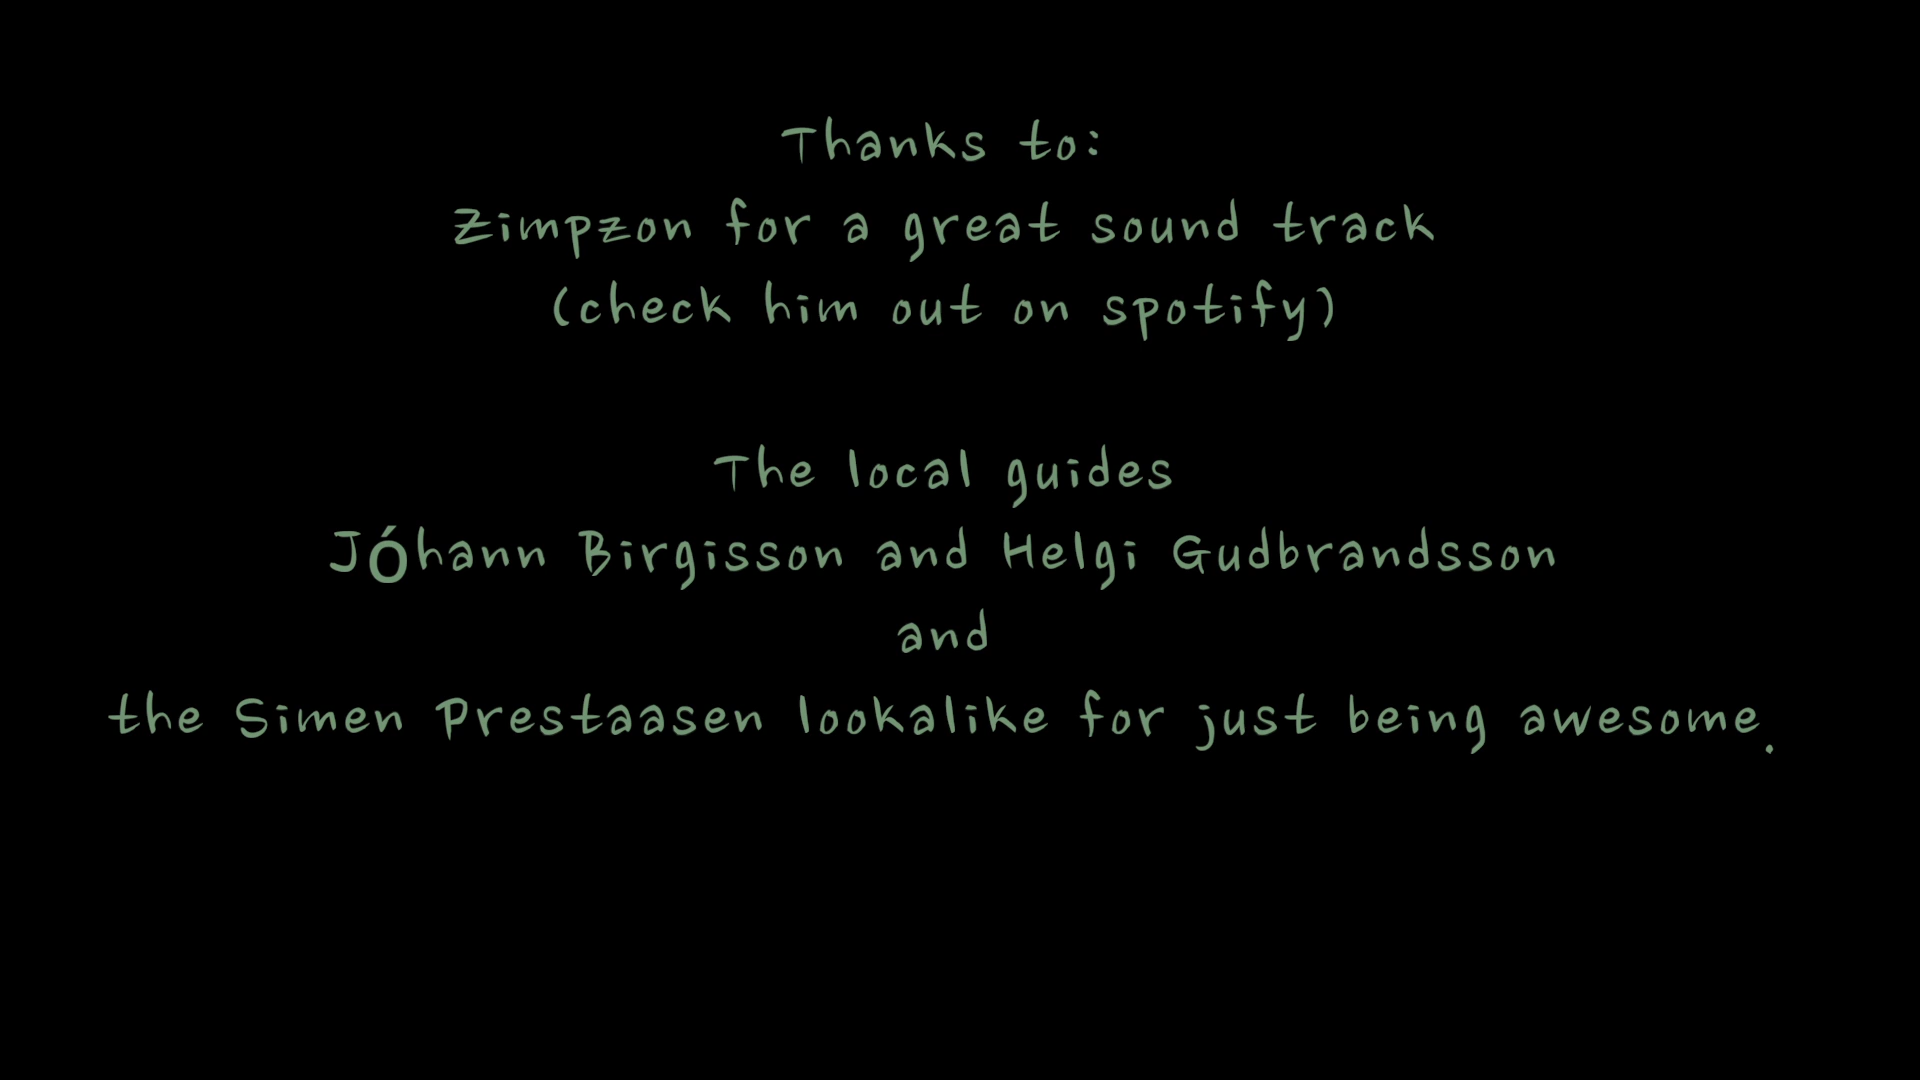 Thanks to:
Zimpzon for a great sound track
(check him out on spotify)
The local guides
Jóhann Birgisson and Helgi Gudbrandsson
and
the Simen Prestaasen lookalike for just being awesome.